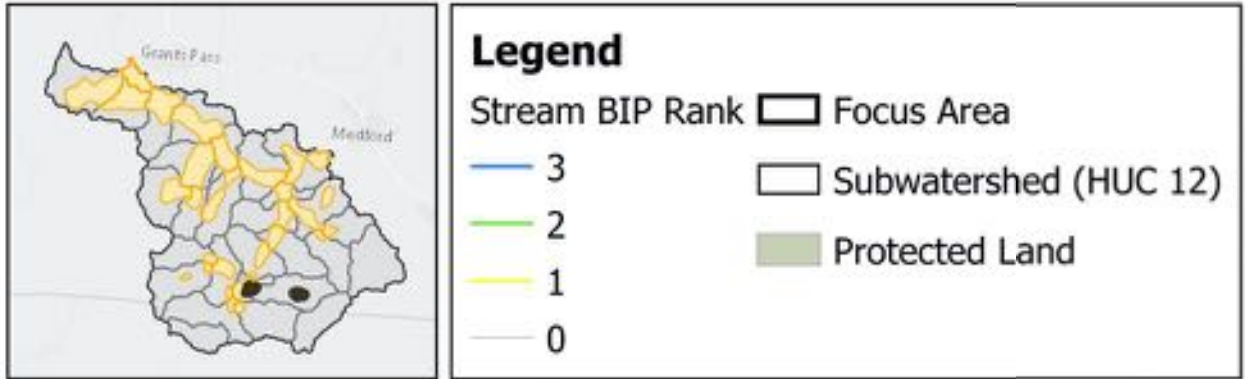 Grants Pass
Medford
Legend
Stream BIP Rank
3
2
1
0
Focus Area
Subwatershed (HUC 12)
Protected Land